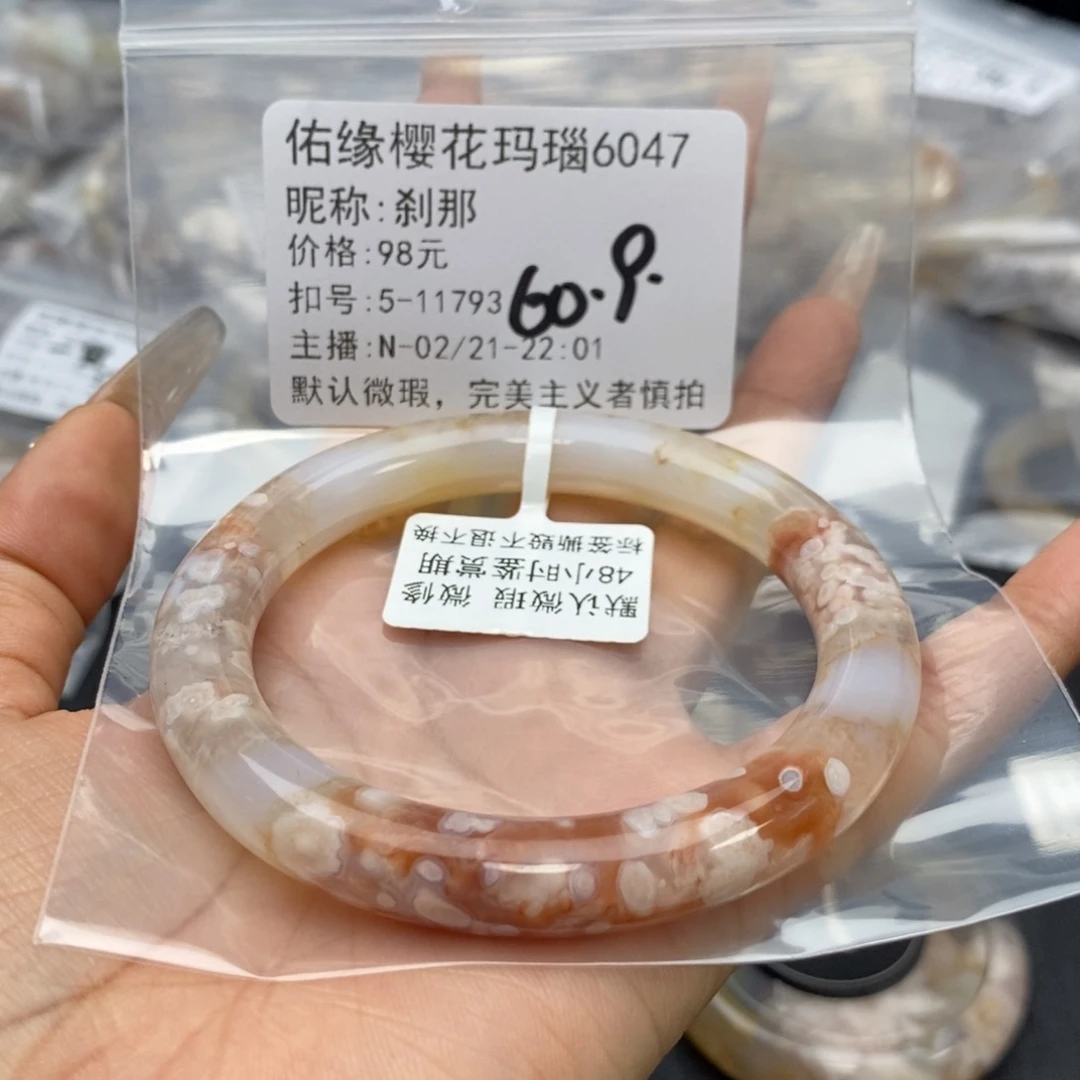 佑缘樱花玛瑙6047
昵称:刹那
价格:98元
扣号:5-11793
60.9.
主播:N-02/21-22:01
默认微瑕，完美主义者慎拍
默认微瑕 微修
48小时鉴赏期
标签撕毁不退不换